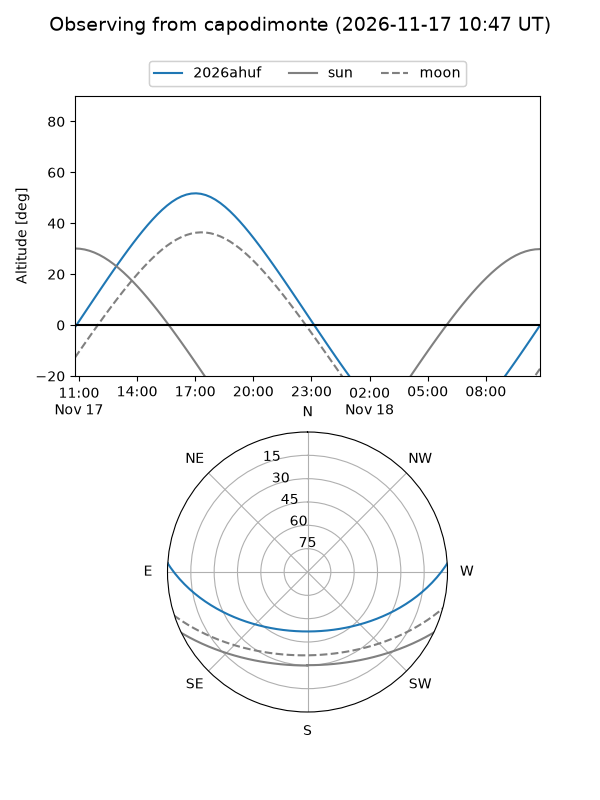 Observing from capodimonte (2026-11-17 10:47 UT)
2026ahuf sun moon
Altitude [deg]
80
60
40
20
0
−20
11:00 14:00 17:00 20:00 23:00 02:00 05:00 08:00
Nov 17 Nov 18
N
NE NW
15
30
45
60
75
E W
SE SW
S